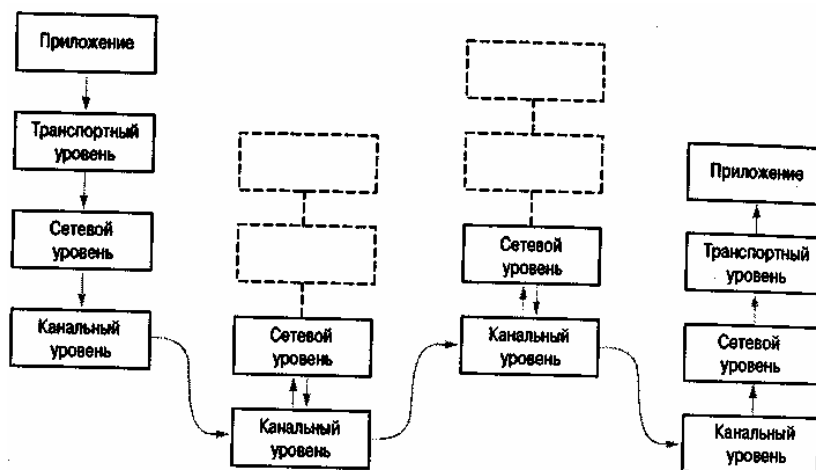 Приложение
Транспортный
уровень
Сетевой
уровень
Канальный
уровень
Сетевой
уровень
Канальный
уровень
Сетевой
уровень
Канальный
уровень
Приложение
Транспортный
уровень
Сетевой
уровень
Канальный
уровень